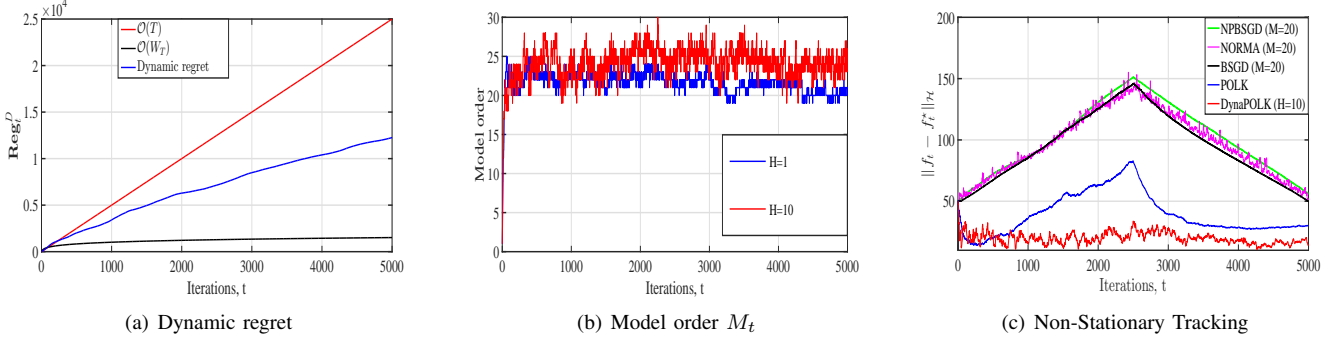 ×10^4
2.5
2
1.5
1
0.5
0
0 1000 2000 3000 4000 5000
Reg_t^D
Iterations, t
𝒪(T)
𝒪(W_T)
Dynamic regret
(a) Dynamic regret
30
25
20
15
10
5
0
0 1000 2000 3000 4000 5000
Model order
Iterations, t
H=1
H=10
(b) Model order M_t
200
150
100
50
0 1000 2000 3000 4000 5000
||f_t − f_t^⋆||_ℋ
Iterations, t
NPBSGD (M=20)
NORMA (M=20)
BSGD (M=20)
POLK
DynaPOLK (H=10)
(c) Non-Stationary Tracking